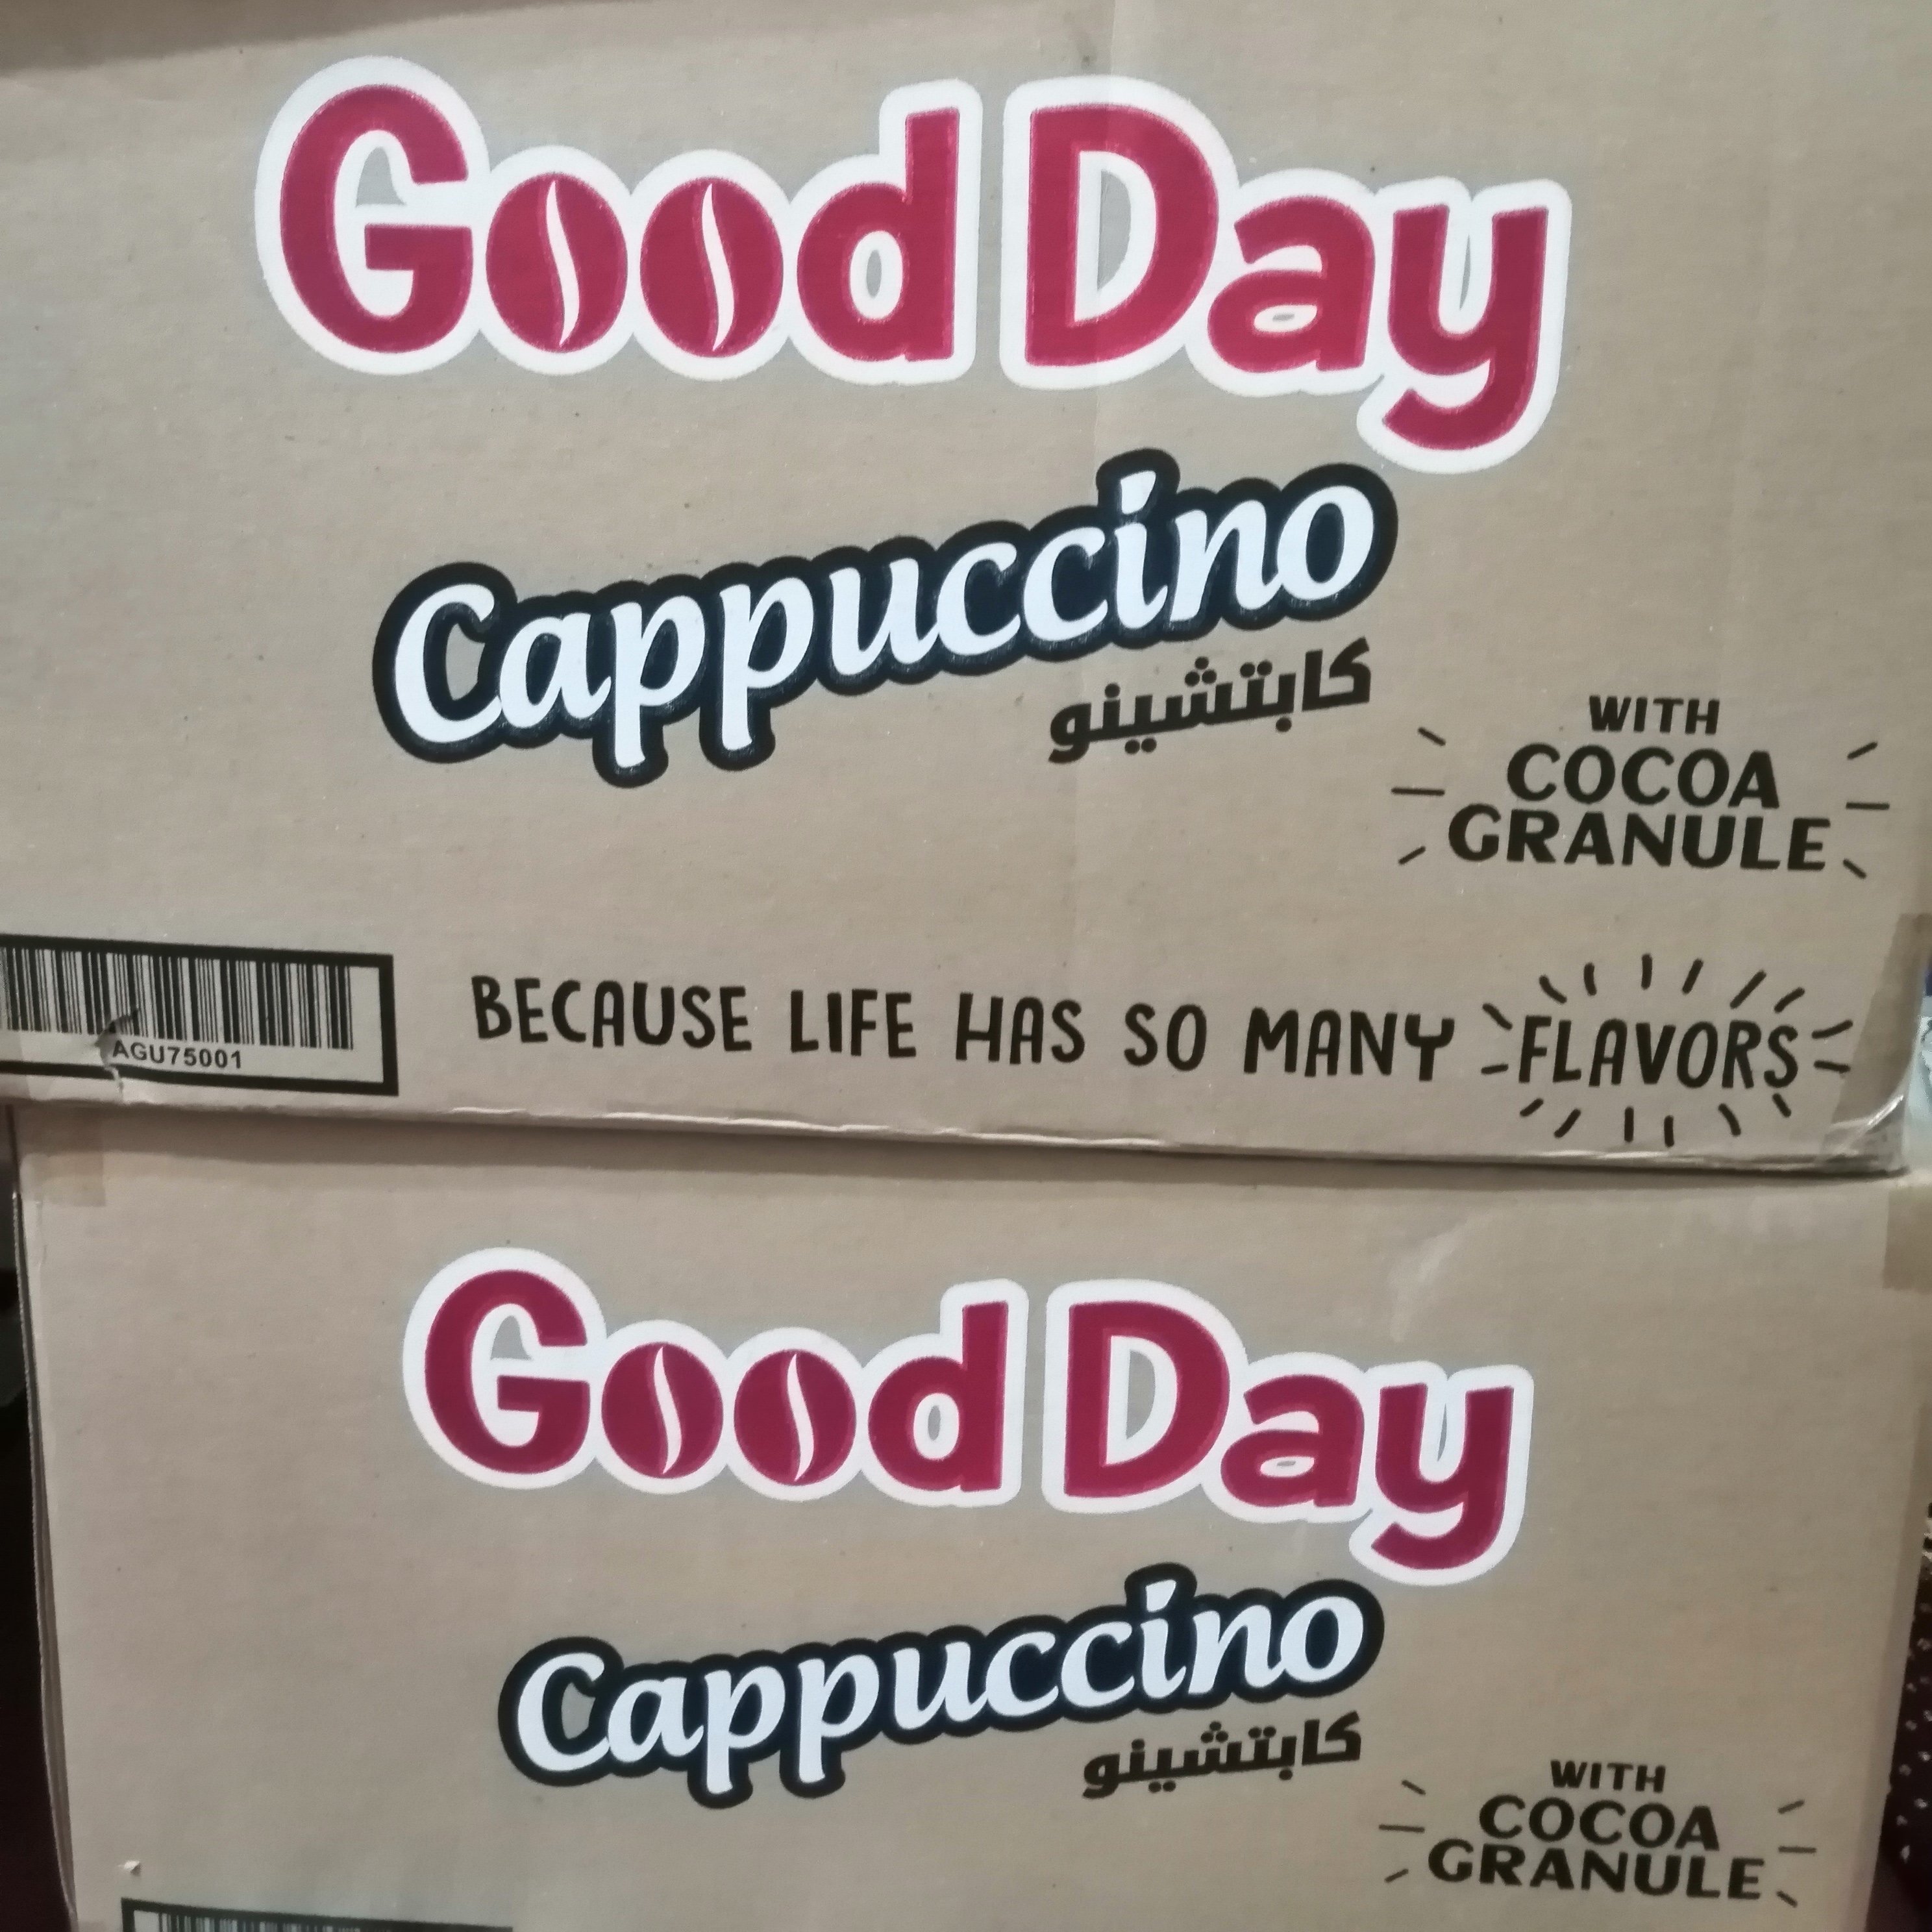 Good Day
Cappuccino
كابتشينو
WITH
COCOA
GRANULE
AGU75001
BECAUSE LIFE HAS SO MANY FLAVORS
Good Day
Cappuccino
كابتشينو
WITH
COCOA
GRANULE